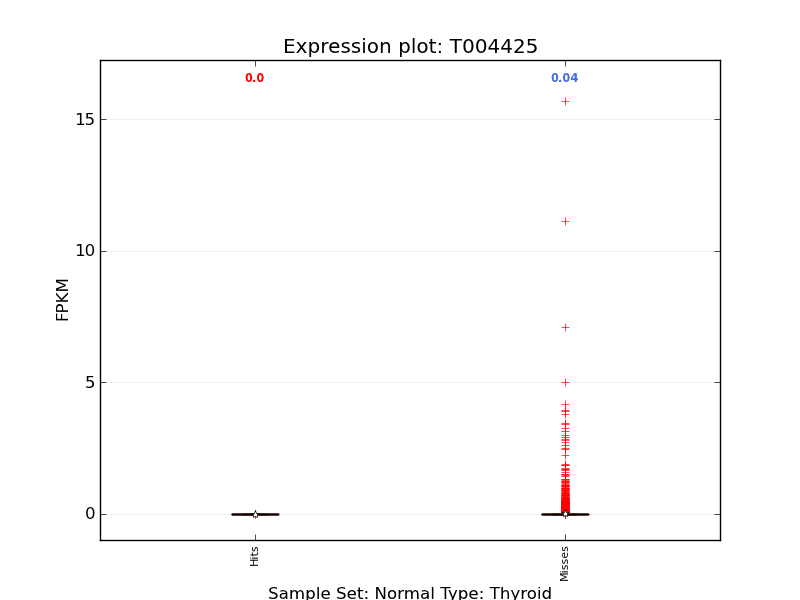 Expression plot: T004425
0.0 0.04
15
10
5
0
FPKM
Hits Misses
Sample Set: Normal Type: Thyroid